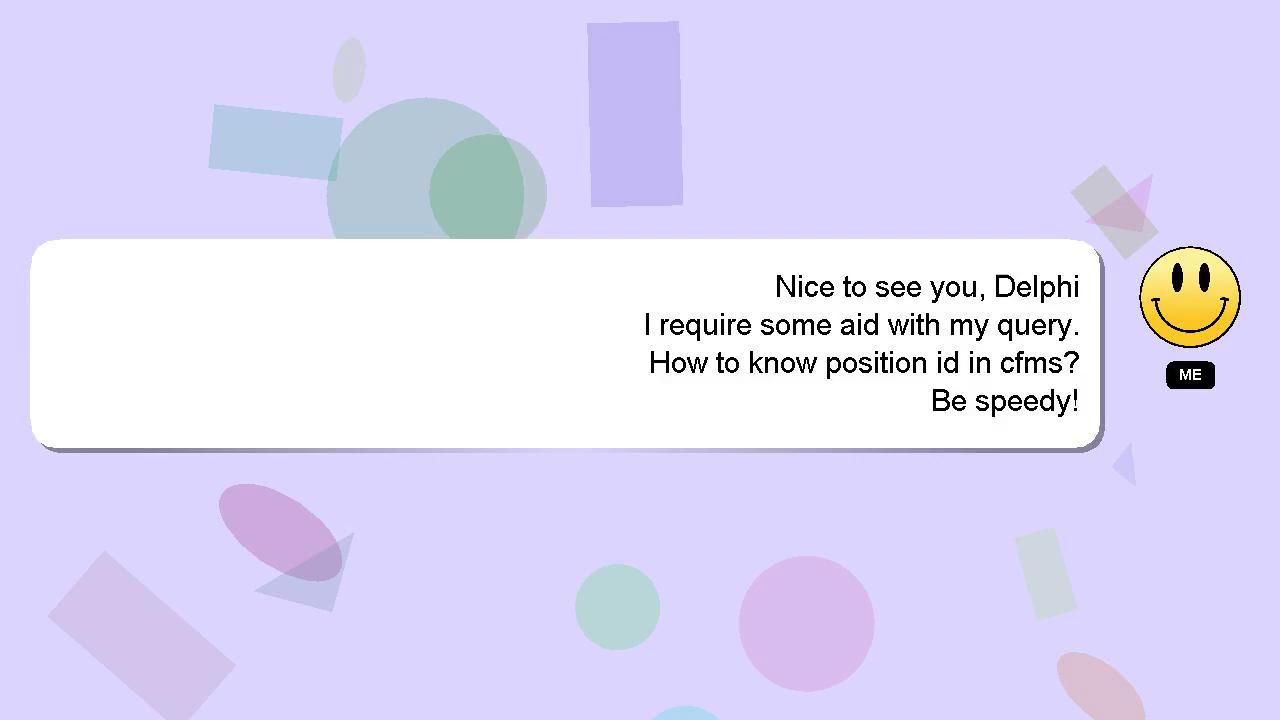 Nice to see you, Delphi
I require some aid with my query.
How to know position id in cfms?
Be speedy!
ME